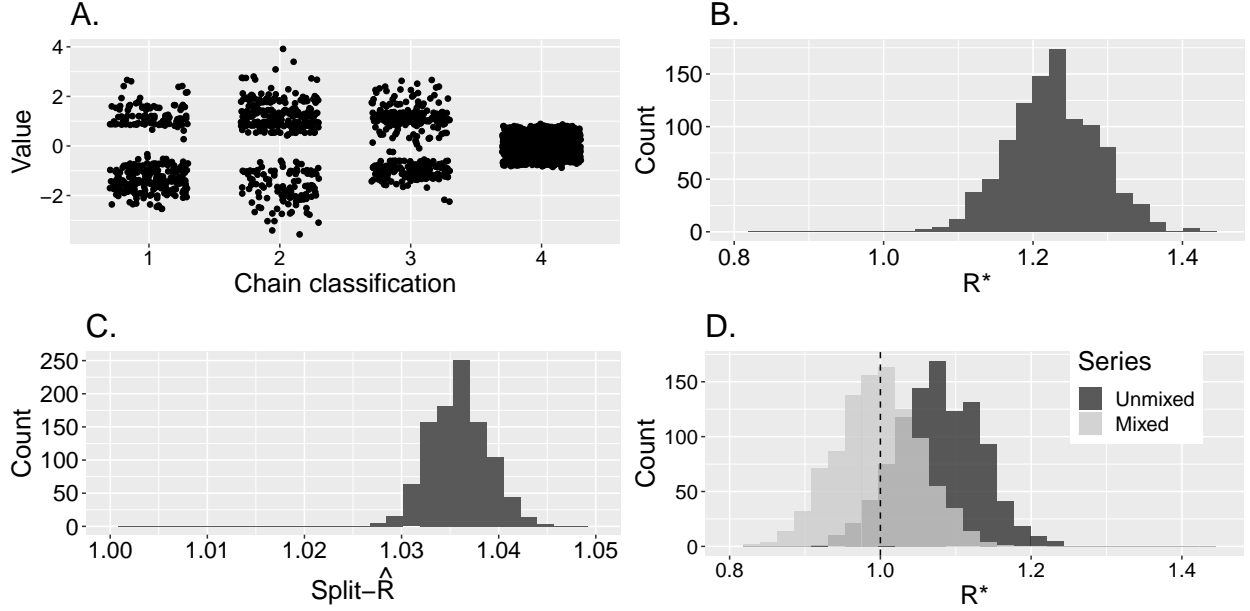 A.
4
2
0
−2
Value
1
2
3
4
Chain classification
B.
150
100
50
0
Count
0.8
1.0
1.2
1.4
R*
C.
250
200
150
100
50
0
Count
1.00
1.01
1.02
1.03
1.04
1.05
Split−R̂
D.
150
100
50
0
Count
Series
Unmixed
Mixed
0.8
1.0
1.2
1.4
R*